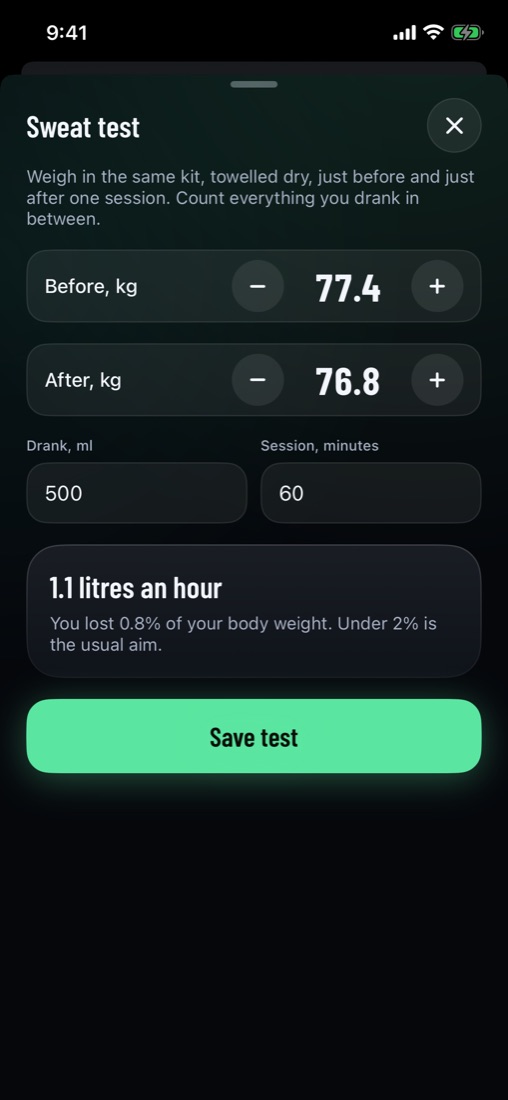 9:41
Sweat test
Weigh in the same kit, towelled dry, just before and just
after one session. Count everything you drank in
between.
Before, kg − 77.4 +
After, kg − 76.8 +
Drank, ml Session, minutes
500 60
1.1 litres an hour
You lost 0.8% of your body weight. Under 2% is
the usual aim.
Save test